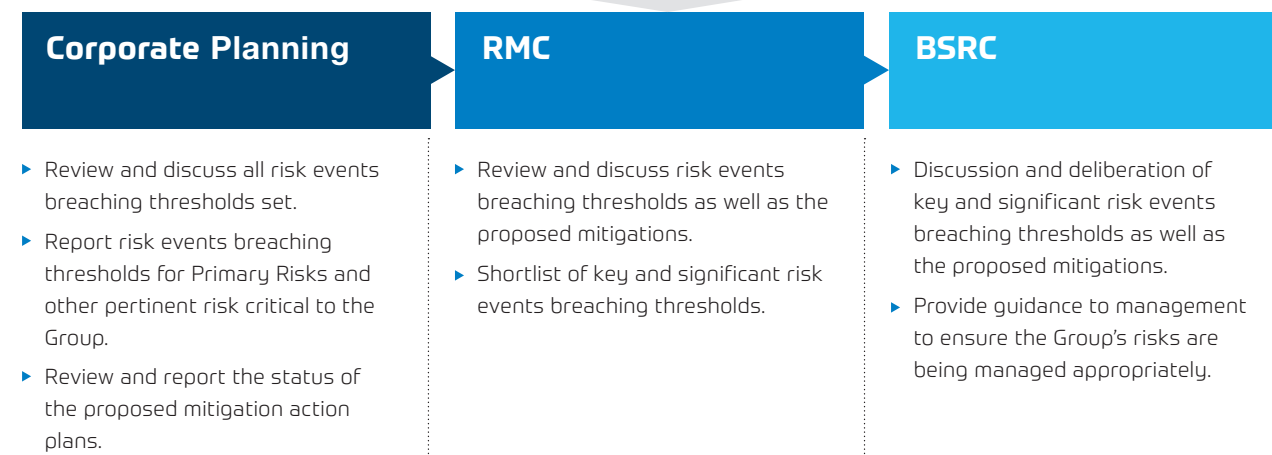 Corporate Planning
Review and discuss all risk events
breaching thresholds set.
Report risk events breaching
thresholds for Primary Risks and
other pertinent risk critical to the
Group.
Review and report the status of
the proposed mitigation action
plans.
RMC
Review and discuss risk events
breaching thresholds as well as the
proposed mitigations.
Shortlist of key and significant risk
events breaching thresholds.
BSRC
Discussion and deliberation of
key and significant risk events
breaching thresholds as well as
the proposed mitigations.
Provide guidance to management
to ensure the Group’s risks are
being managed appropriately.